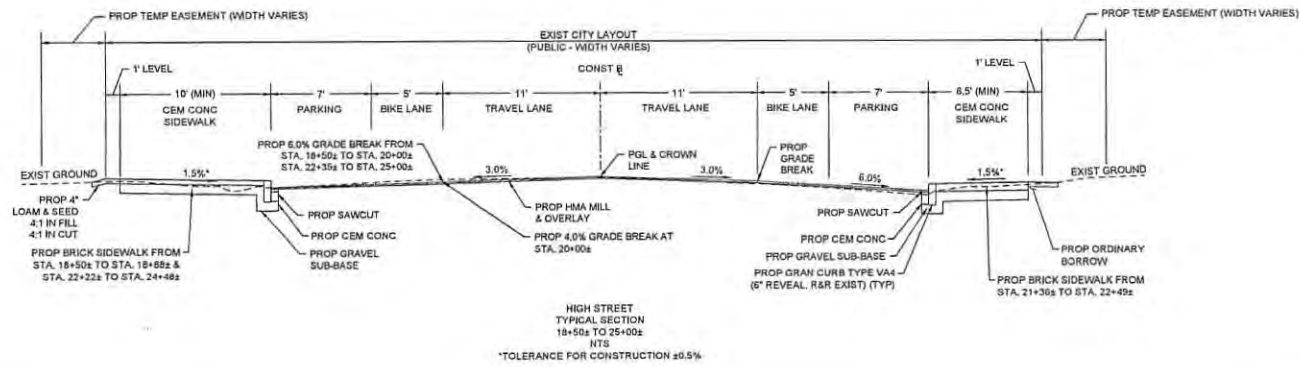 PROP TEMP EASEMENT (WIDTH VARIES)
PROP TEMP EASEMENT (WIDTH VARIES)
EXIST CITY LAYOUT
(PUBLIC - WIDTH VARIES)
1' LEVEL
CONST B
1' LEVEL
10' (MIN)
CEM CONC
SIDEWALK
7'
PARKING
5'
BIKE LANE
11'
TRAVEL LANE
11'
TRAVEL LANE
5'
BIKE LANE
7'
PARKING
6.5' (MIN)
CEM CONC
SIDEWALK
PROP 6.0% GRADE BREAK FROM
STA. 18+50± TO STA. 20+00±
STA. 22+35± TO STA. 25+00±
PGL & CROWN
LINE
PROP
GRADE
BREAK
EXIST GROUND
1.5%*
3.0%
3.0%
6.0%
1.5%*
EXIST GROUND
PROP 4"
LOAM & SEED
4:1 IN FILL
4:1 IN CUT
PROP SAWCUT
PROP CEM CONC
PROP GRAVEL
SUB-BASE
PROP HMA MILL
& OVERLAY
PROP 4.0% GRADE BREAK AT
STA. 20+00±
PROP BRICK SIDEWALK FROM
STA. 18+50± TO STA. 18+88± &
STA. 22+22± TO STA. 24+48±
PROP SAWCUT
PROP CEM CONC
PROP GRAVEL SUB-BASE
PROP GRAN CURB TYPE VA4
(6" REVEAL, R&R EXIST) (TYP)
PROP ORDINARY
BORROW
PROP BRICK SIDEWALK FROM
STA. 21+36± TO STA. 22+49±
HIGH STREET
TYPICAL SECTION
18+50± TO 25+00±
NTS
*TOLERANCE FOR CONSTRUCTION ±0.5%